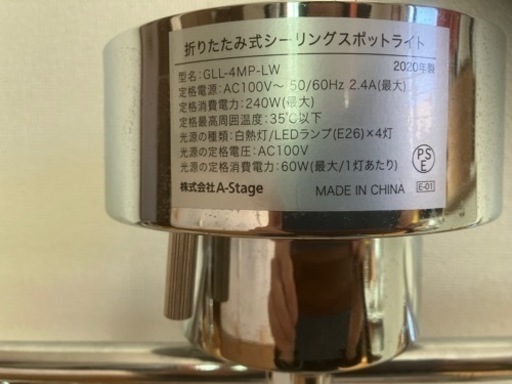 折りたたみ式シーリングスポットライト
型名：GLL-4MP-LW 2020年製
定格電源：AC100V～ 50/60Hz 2.4A(最大)
定格消費電力：240W(最大)
定格最高周囲温度：35℃以下
光源の種類：白熱灯/LEDランプ(E26)×4灯
光源の定格電圧：AC100V
光源の定格消費電力：60W(最大/1灯あたり)
PS
E
株式会社A-Stage MADE IN CHINA E-01